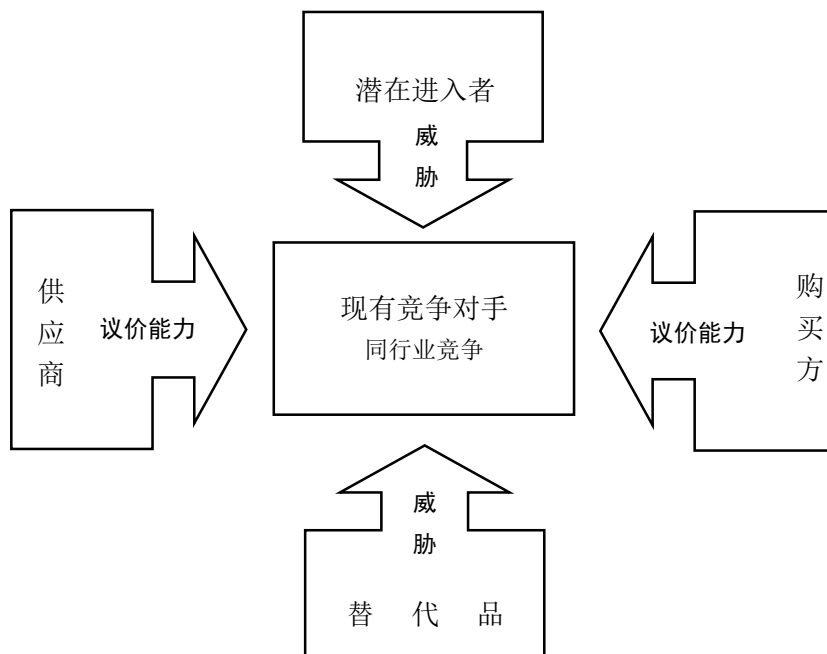 潜在进入者
威
胁
供
应
商
议价能力
现有竞争对手
同行业竞争
议价能力
购
买
方
威
胁
替 代 品